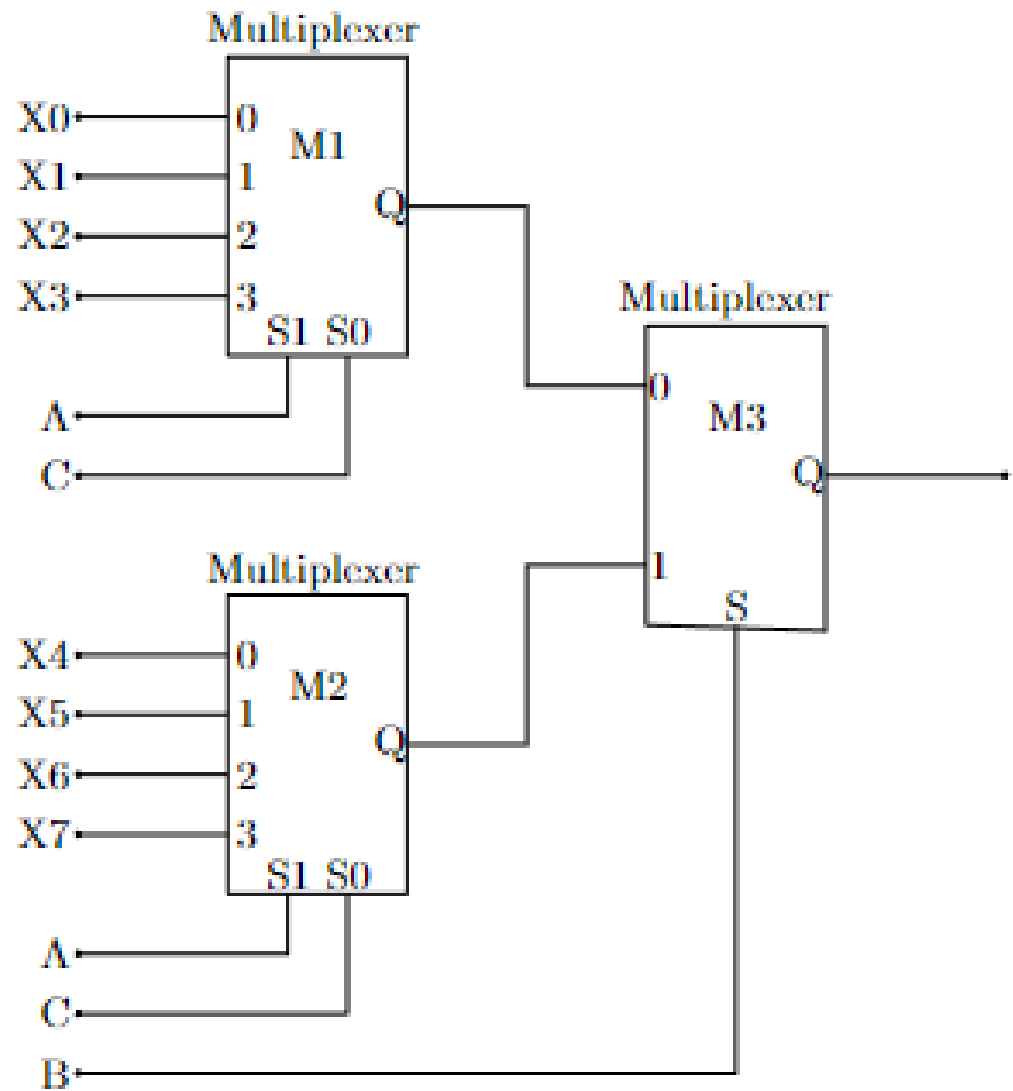 Multiplexer
X0 0
M1
X1 1
Q
X2 2
X3 3
S1 S0
A
C
Multiplexer
0
M3
Q
1
S
Multiplexer
X4 0
M2
X5 1
Q
X6 2
X7 3
S1 S0
A
C
B